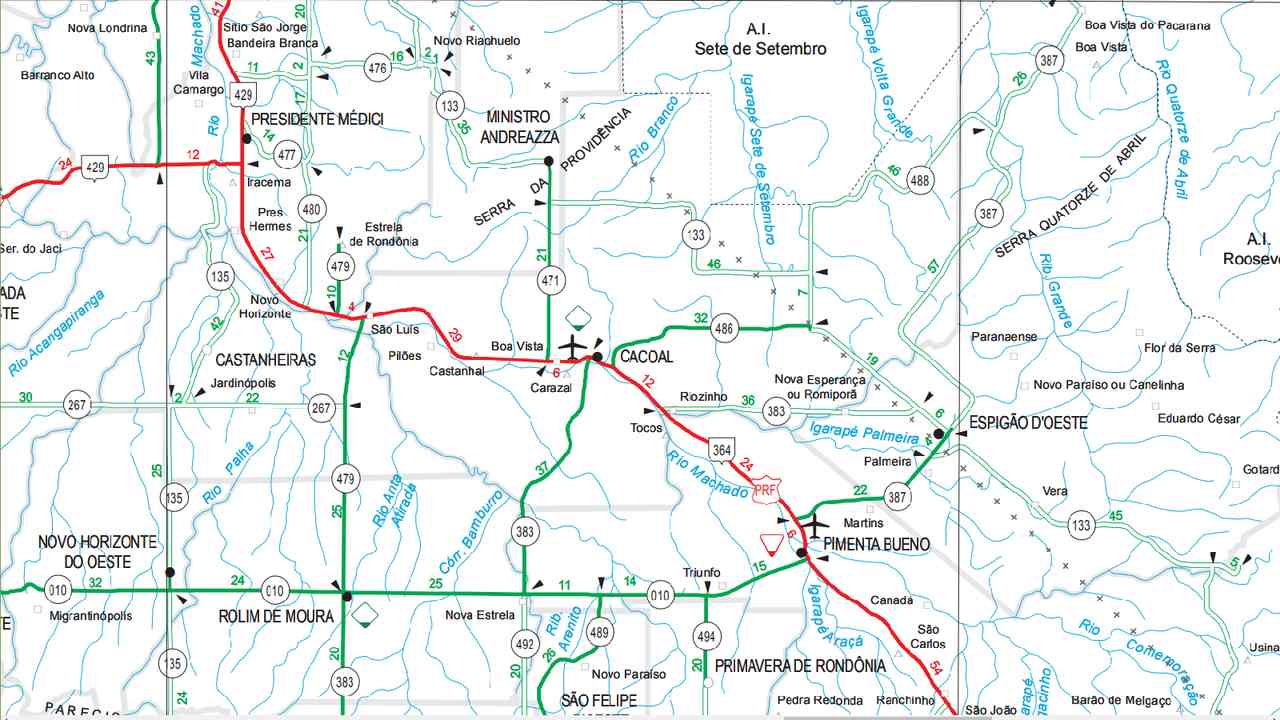 Nova Londrina
Barranco Alto
43
41
Rio
Machado
Vila
Camargo
Sítio São Jorge
Bandeira Branca
20
11
2
16
2
1
476
Novo Riachuelo
133
35
17
429
PRESIDENTE MÉDICI
14
477
24
429
12
Iracema
480
21
Pres
Hermes
Estrela
de Rondônia
479
10
27
135
42
Novo
Horizonte
4
São Luís
29
Pilões
Castanhal
Ser. do Jaci
ADA
STE
Rio Acangapiranga
CASTANHEIRAS
Jardinópolis
30
267
2
22
267
12
MINISTRO
ANDREAZZA
SERRA DA PROVIDÊNCIA
Rio Branco
21
471
133
46
7
A.I.
Sete de Setembro
Igarapé Sete de Setembro
Igarapé Volta Grande
46
488
26
387
Boa Vista do Pacarana
Boa Vista
Rio Quatorze de Abril
387
SERRA QUATORZE DE ABRIL
57
Rib. Grande
A.I.
Roosev
Boa Vista
6
Carazal
CACOAL
32
486
12
Riozinho
Tocos
36
383
Nova Esperança
ou Romiporã
19
6
4
Igarapé Palmeira
Palmeira
ESPIGÃO D'OESTE
Paranaense
Flor da Serra
Novo Paraíso ou Canelinha
Eduardo César
Gotard
364
24
PRF
Rio Machado
22
387
Martins
6
PIMENTA BUENO
Vera
133
45
5
25
135
Rio Palha
479
25
Rio Anta
Atirada
37
383
Córr. Bamburro
NOVO HORIZONTE
DO OESTE
010
32
Migrantinópolis
24
010
ROLIM DE MOURA
25
Nova Estrela
11
14
010
Triunfo
15
135
24
20
383
492
20
Rib.
Arenito
489
26
494
20
Novo Paraíso
SÃO FELIPE
PRIMAVERA DE RONDÔNIA
Igarapé Araçá
Canadá
São
Carlos
54
Pedra Redonda
Ranchinho
São João
Barão de Melgaço
Rio Comemoração
Usina
PARECIS